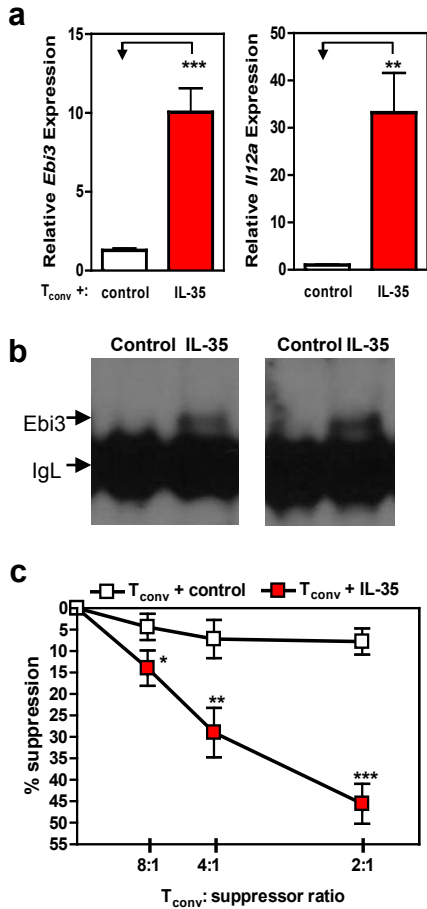 a
***
**
Relative Ebi3 Expression
15
10
5
0
Relative Il12a Expression
50
40
30
20
10
0
Tconv +: control IL-35 control IL-35
b
Control IL-35 Control IL-35
Ebi3
IgL
c
Tconv + control Tconv + IL-35
% suppression
0
5
10
15
20
25
30
35
40
45
50
55
*
**
***
8:1 4:1 2:1
Tconv: suppressor ratio